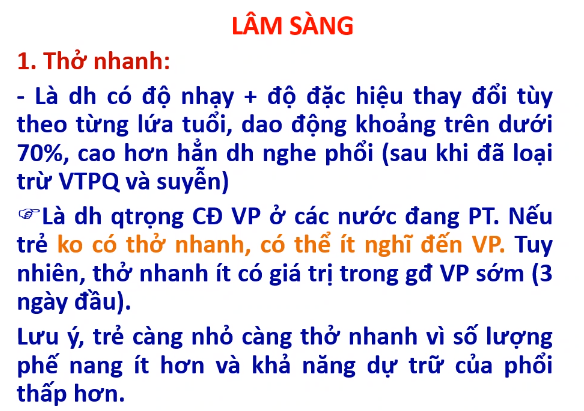 LÂM SÀNG
1. Thở nhanh:
- Là dh có độ nhạy + độ đặc hiệu thay đổi tùy
theo từng lứa tuổi, dao động khoảng trên dưới
70%, cao hơn hẳn dh nghe phổi (sau khi đã loại
trừ VTPQ và suyễn)
☞Là dh qtrọng CĐ VP ở các nước đang PT. Nếu
trẻ ko có thở nhanh, có thể ít nghĩ đến VP. Tuy
nhiên, thở nhanh ít có giá trị trong gđ VP sớm (3
ngày đầu).
Lưu ý, trẻ càng nhỏ càng thở nhanh vì số lượng
phế nang ít hơn và khả năng dự trữ của phổi
thấp hơn.